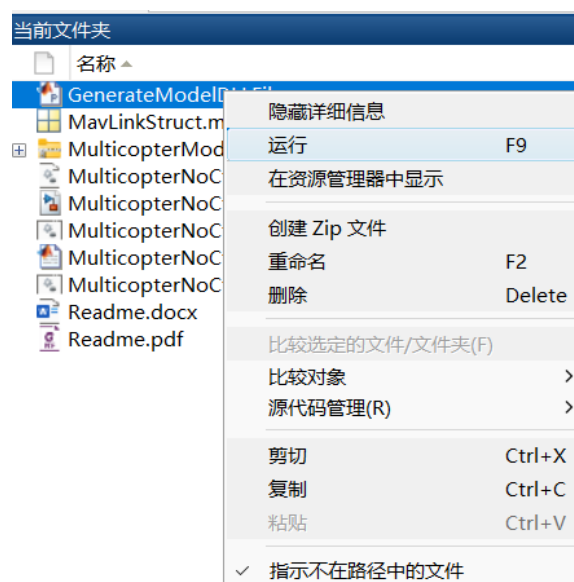 当前文件夹
名称
GenerateModelDLLFil
隐藏详细信息
MavLinkStruct.m
运行 F9
MulticopterMod
在资源管理器中显示
MulticopterNoC
MulticopterNoC
创建 Zip 文件
MulticopterNoC
重命名 F2
MulticopterNoC
删除 Delete
MulticopterNoC
Readme.docx
Readme.pdf
比较选定的文件/文件夹(F)
比较对象
源代码管理(R)
剪切 Ctrl+X
复制 Ctrl+C
粘贴 Ctrl+V
指示不在路径中的文件